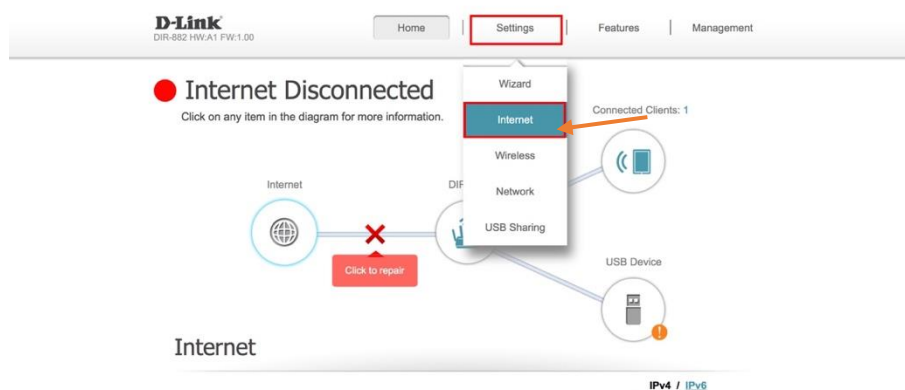 D-Link
DIR-882 HW:A1 FW:1.00
Home
Settings
Features
Management
Internet Disconnected
Click on any item in the diagram for more information.
Wizard
Internet
Wireless
Network
USB Sharing
Connected Clients: 1
Internet
DIR
Click to repair
USB Device
Internet
IPv4 / IPv6